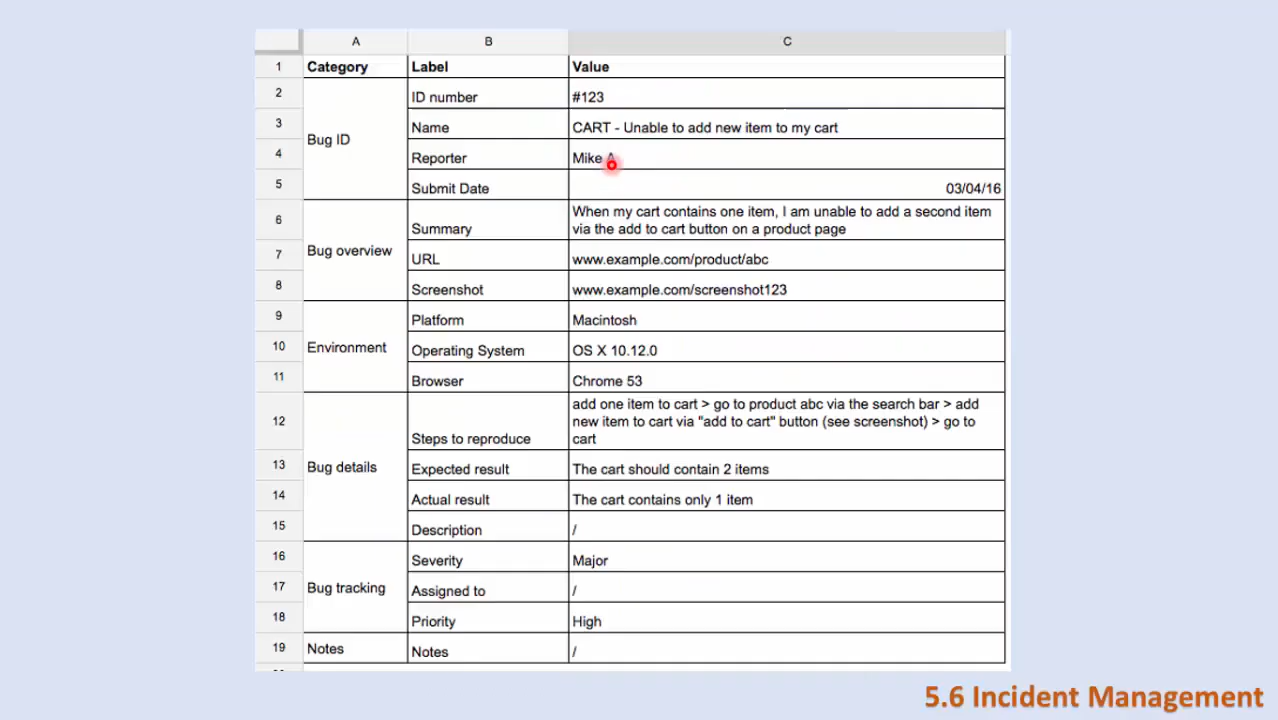 A B C
1 Category Label Value
2 ID number #123
3 Name CART - Unable to add new item to my cart
Bug ID
4 Reporter Mike A
5 Submit Date 03/04/16
6 Summary When my cart contains one item, I am unable to add a second item
via the add to cart button on a product page
Bug overview
7 URL www.example.com/product/abc
8 Screenshot www.example.com/screenshot123
9 Platform Macintosh
10 Environment Operating System OS X 10.12.0
11 Browser Chrome 53
12 Steps to reproduce add one item to cart > go to product abc via the search bar > add
new item to cart via "add to cart" button (see screenshot) > go to
cart
13 Bug details Expected result The cart should contain 2 items
14 Actual result The cart contains only 1 item
15 Description /
16 Severity Major
17 Bug tracking Assigned to /
18 Priority High
19 Notes Notes /
5.6 Incident Management